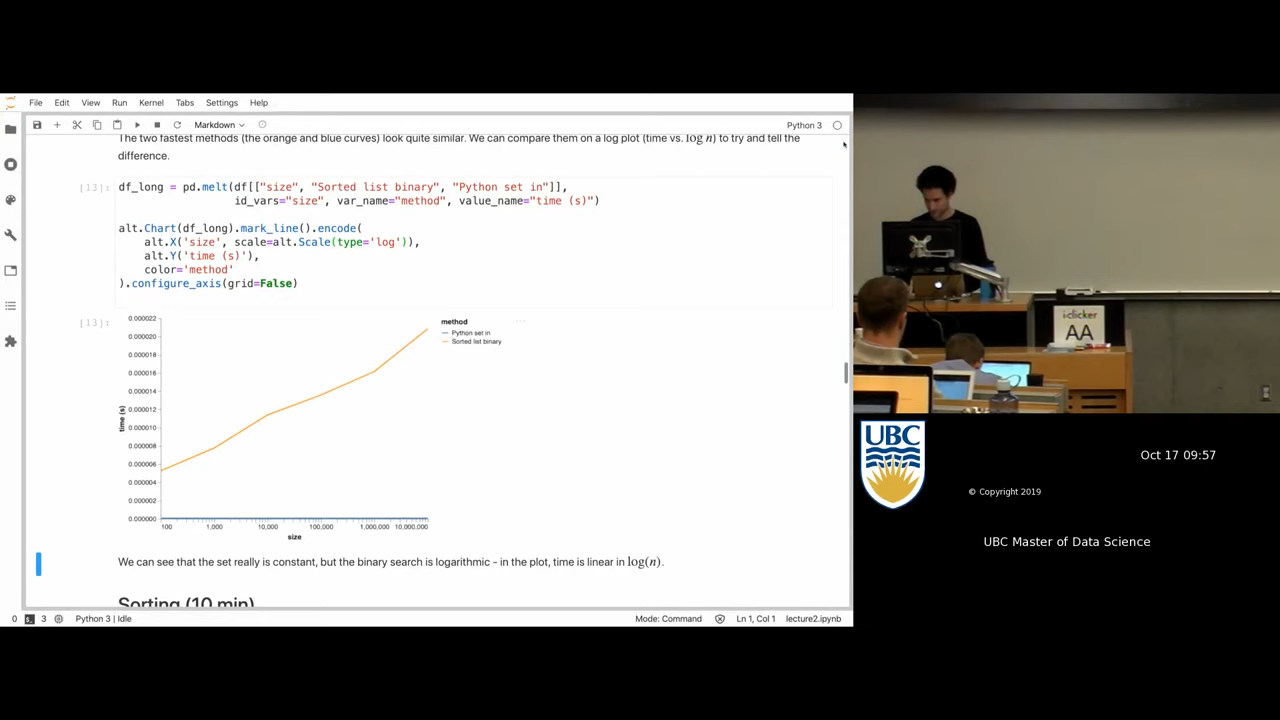 File Edit View Run Kernel Tabs Settings Help
Markdown
Python 3
The two fastest methods (the orange and blue curves) look quite similar. We can compare them on a log plot (time vs. log n) to try and tell the
difference.
[13]:
df_long = pd.melt(df[["size", "Sorted list binary", "Python set in"]],
id_vars="size", var_name="method", value_name="time (s)")
alt.Chart(df_long).mark_line().encode(
alt.X('size', scale=alt.Scale(type='log')),
alt.Y('time (s)'),
color='method'
).configure_axis(grid=False)
[13]:
0.000022
0.000020
0.000018
0.000016
0.000014
0.000012
0.000010
0.000008
0.000006
0.000004
0.000002
0.000000
time (s)
100 1,000 10,000 100,000 1,000,000 10,000,000
size
method
Python set in
Sorted list binary
We can see that the set really is constant, but the binary search is logarithmic - in the plot, time is linear in log(n).
Sorting (10 min)
0 3 Python 3 | Idle
Mode: Command Ln 1, Col 1 lecture2.ipynb
i-clicker
AA
UBC
Oct 17 09:57
© Copyright 2019
UBC Master of Data Science